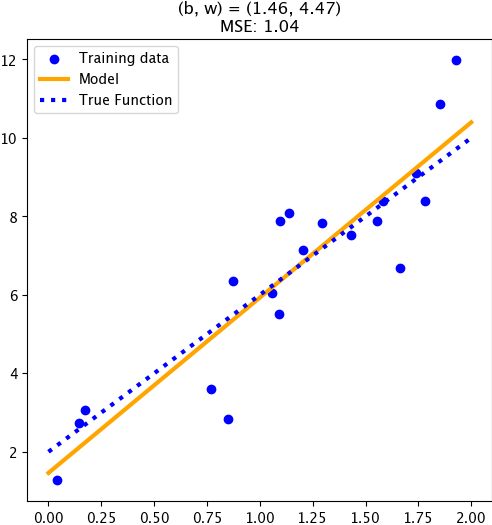 (b, w) = (1.46, 4.47)
MSE: 1.04
Training data
Model
True Function
12
10
8
6
4
2
0.00 0.25 0.50 0.75 1.00 1.25 1.50 1.75 2.00